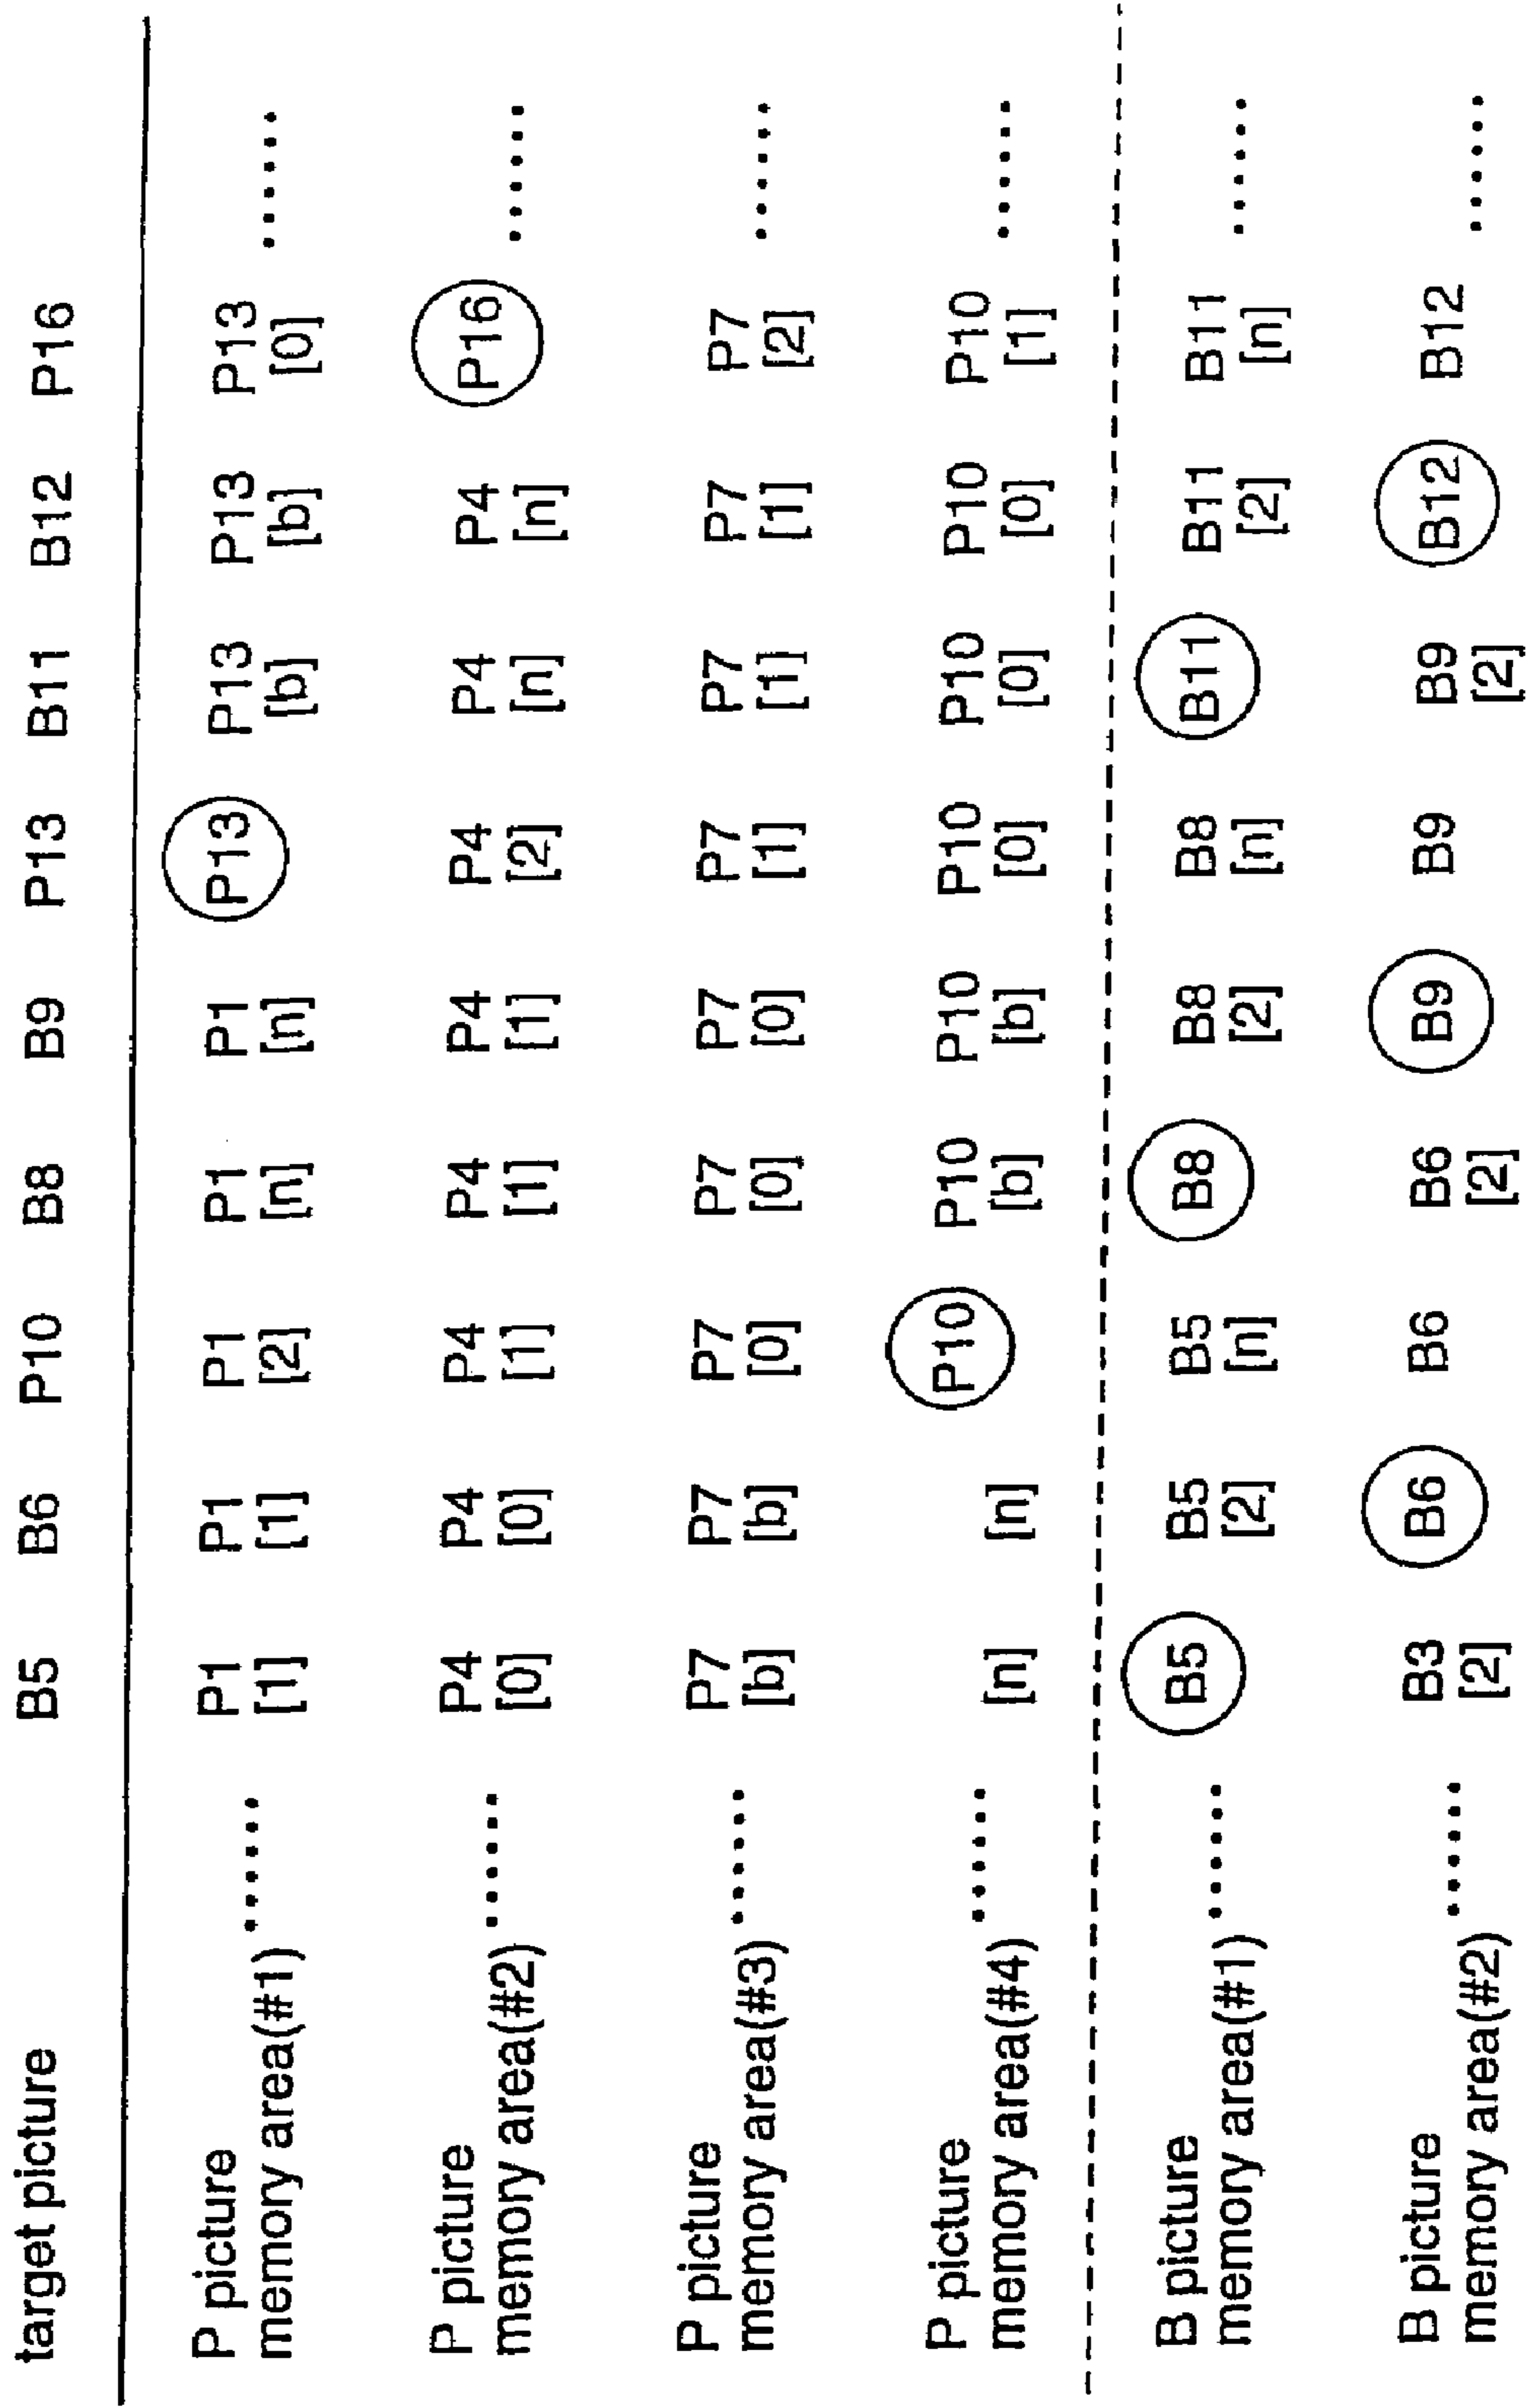 target picture B5 B6 P10 B8 B9 P13 B11 B12 P16
P picture P1 P1 P1 P1 P1 P13 P13 P13 P13
memory area(#1) ...... [1] [1] [2] [n] [n] [b] [b] [0] ......
P picture P4 P4 P4 P4 P4 P4 P4 P4 P16
memory area(#2) ...... [0] [0] [1] [1] [1] [2] [n] [n] ......
P picture P7 P7 P7 P7 P7 P7 P7 P7 P7
memory area(#3) ...... [b] [b] [0] [0] [0] [1] [1] [1] [2] ......
P picture P10 P10 P10 P10 P10 P10 P10
memory area(#4) ...... [n] [n] [b] [b] [0] [0] [0] [1] ......
B picture B5 B5 B5 B8 B8 B8 B11 B11 B11
memory area(#1) ...... [2] [n] [2] [n] [2] [n] ......
B picture B3 B6 B6 B6 B9 B9 B9 B12 B12
memory area(#2) ...... [2] [2] [2] ......